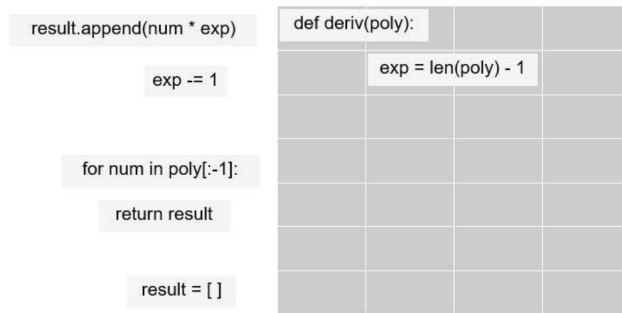 result.append(num * exp)
def deriv(poly):
exp = len(poly) - 1
exp -= 1
for num in poly[:-1]:
return result
result = [ ]